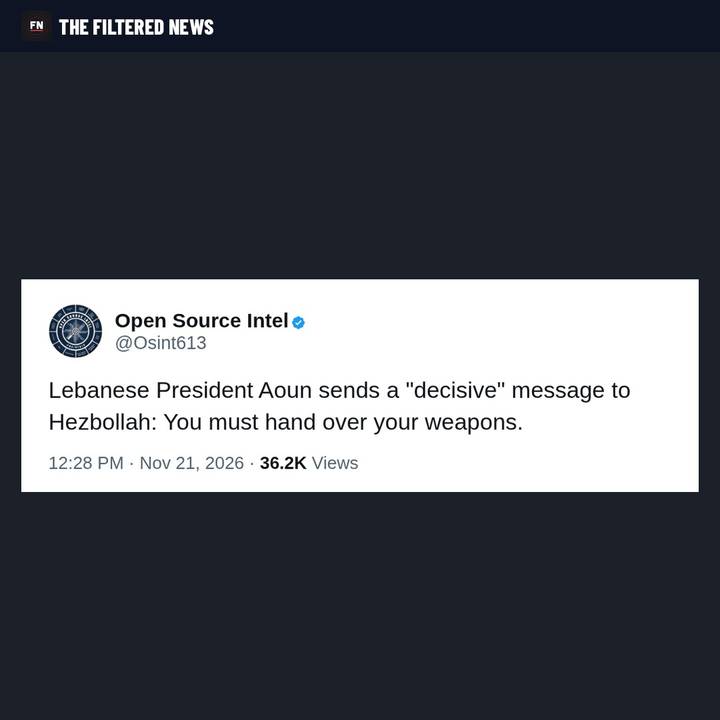 FN
THE FILTERED NEWS
Open Source Intel
@Osint613
Lebanese President Aoun sends a "decisive" message to
Hezbollah: You must hand over your weapons.
12:28 PM · Nov 21, 2026 · 36.2K Views